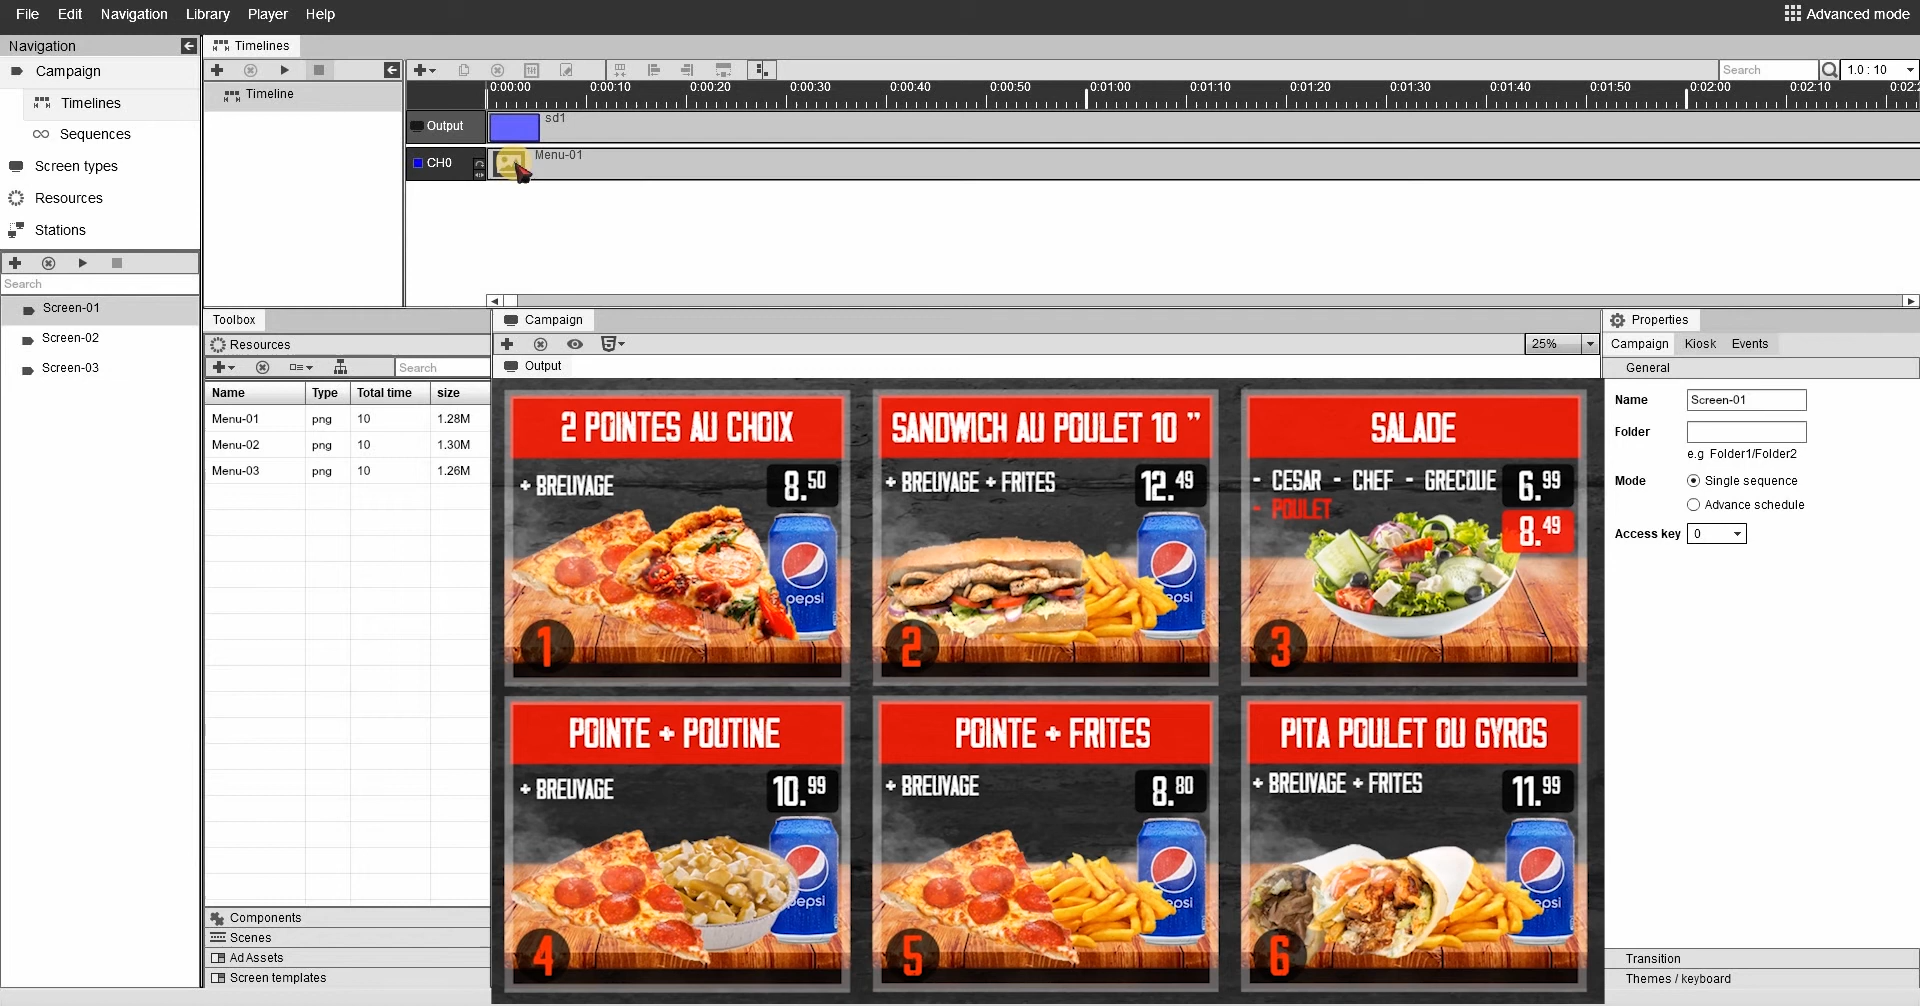 File Edit Navigation Library Player Help Advanced mode
Navigation
Campaign
Timelines
Sequences
Screen types
Resources
Stations
Search
Screen-01
Screen-02
Screen-03
Timelines
Timeline
Search 1.0 : 10
0:00:00 0:00:10 0:00:20 0:00:30 0:00:40 0:00:50 0:01:00 0:01:10 0:01:20 0:01:30 0:01:40 0:01:50 0:02:00 0:02:10 0:02:2
Output sd1
CH0 Menu-01
Toolbox
Resources
Search
Name Type Total time size
Menu-01 png 10 1.28M
Menu-02 png 10 1.30M
Menu-03 png 10 1.26M
Components
Scenes
Ad Assets
Screen templates
Campaign
25%
Output
2 POINTES AU CHOIX
+ BREUVAGE 8.50
pepsi
1
SANDWICH AU POULET 10 ”
+ BREUVAGE + FRITES 12.49
psi
2
SALADE
- CESAR - CHEF - GRECQUE 6.99
- POULET 8.49
3
POINTE + POUTINE
+ BREUVAGE 10.99
epsi
4
POINTE + FRITES
+ BREUVAGE 8.80
psi
5
PITA POULET OU GYROS
+ BREUVAGE + FRITES 11.99
psi
6
Properties
Campaign Kiosk Events
General
Name Screen-01
Folder
e.g Folder1/Folder2
Mode Single sequence
Advance schedule
Access key 0
Transition
Themes / keyboard